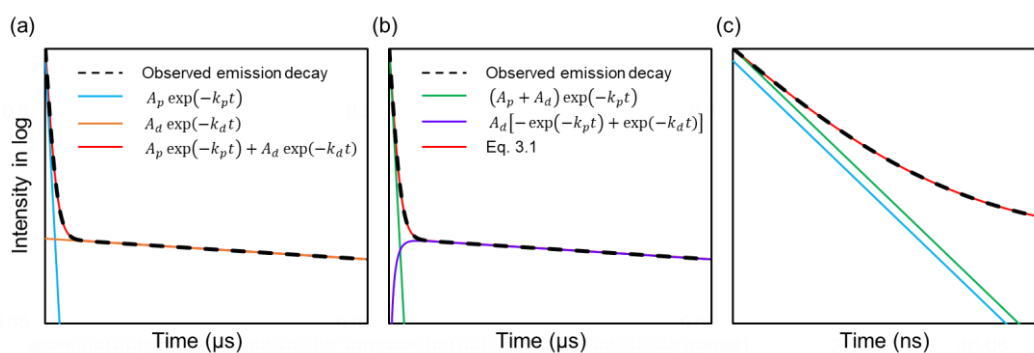 (a)
Intensity in log
Observed emission decay
A_p exp(−k_p t)
A_d exp(−k_d t)
A_p exp(−k_p t) + A_d exp(−k_d t)
Time (µs)
(b)
Observed emission decay
(A_p + A_d) exp(−k_p t)
A_d[−exp(−k_p t) + exp(−k_d t)]
Eq. 3.1
Time (µs)
(c)
Time (ns)